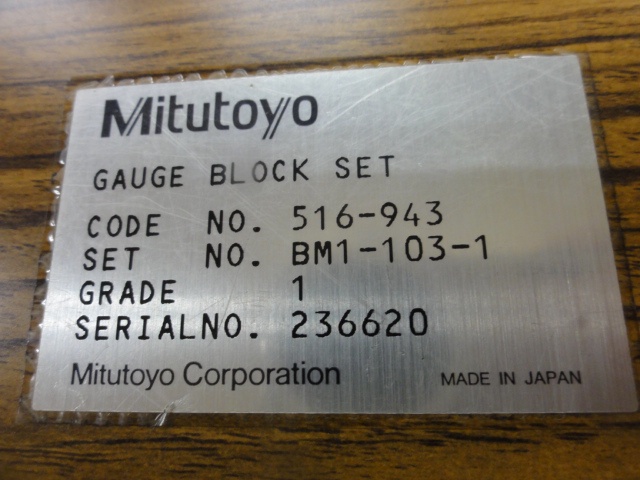 Mitutoyo
GAUGE BLOCK SET
CODE NO. 516-943
SET NO. BM1-103-1
GRADE 1
SERIALNO. 236620
Mitutoyo Corporation MADE IN JAPAN